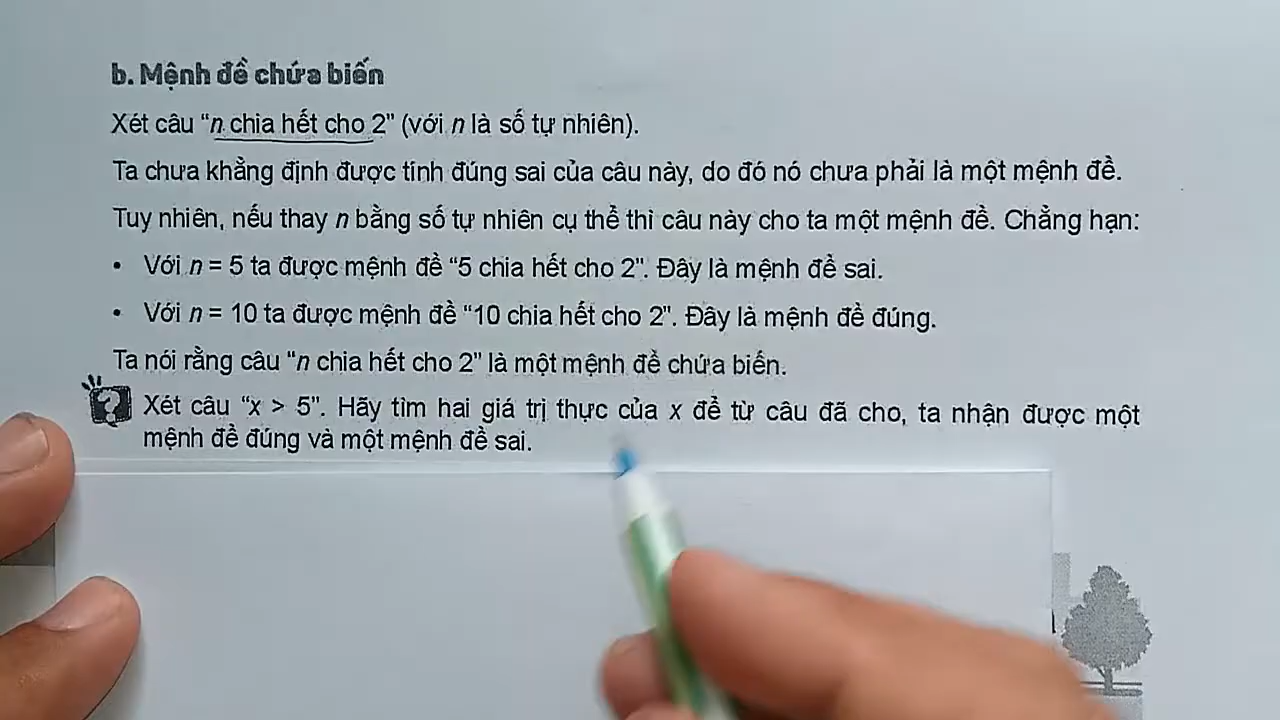 b. Mệnh đề chứa biến
Xét câu “n chia hết cho 2” (với n là số tự nhiên).
Ta chưa khẳng định được tính đúng sai của câu này, do đó nó chưa phải là một mệnh đề.
Tuy nhiên, nếu thay n bằng số tự nhiên cụ thể thì câu này cho ta một mệnh đề. Chẳng hạn:
• Với n = 5 ta được mệnh đề “5 chia hết cho 2”. Đây là mệnh đề sai.
• Với n = 10 ta được mệnh đề “10 chia hết cho 2”. Đây là mệnh đề đúng.
Ta nói rằng câu “n chia hết cho 2” là một mệnh đề chứa biến.
? Xét câu “x > 5”. Hãy tìm hai giá trị thực của x để từ câu đã cho, ta nhận được một
mệnh đề đúng và một mệnh đề sai.